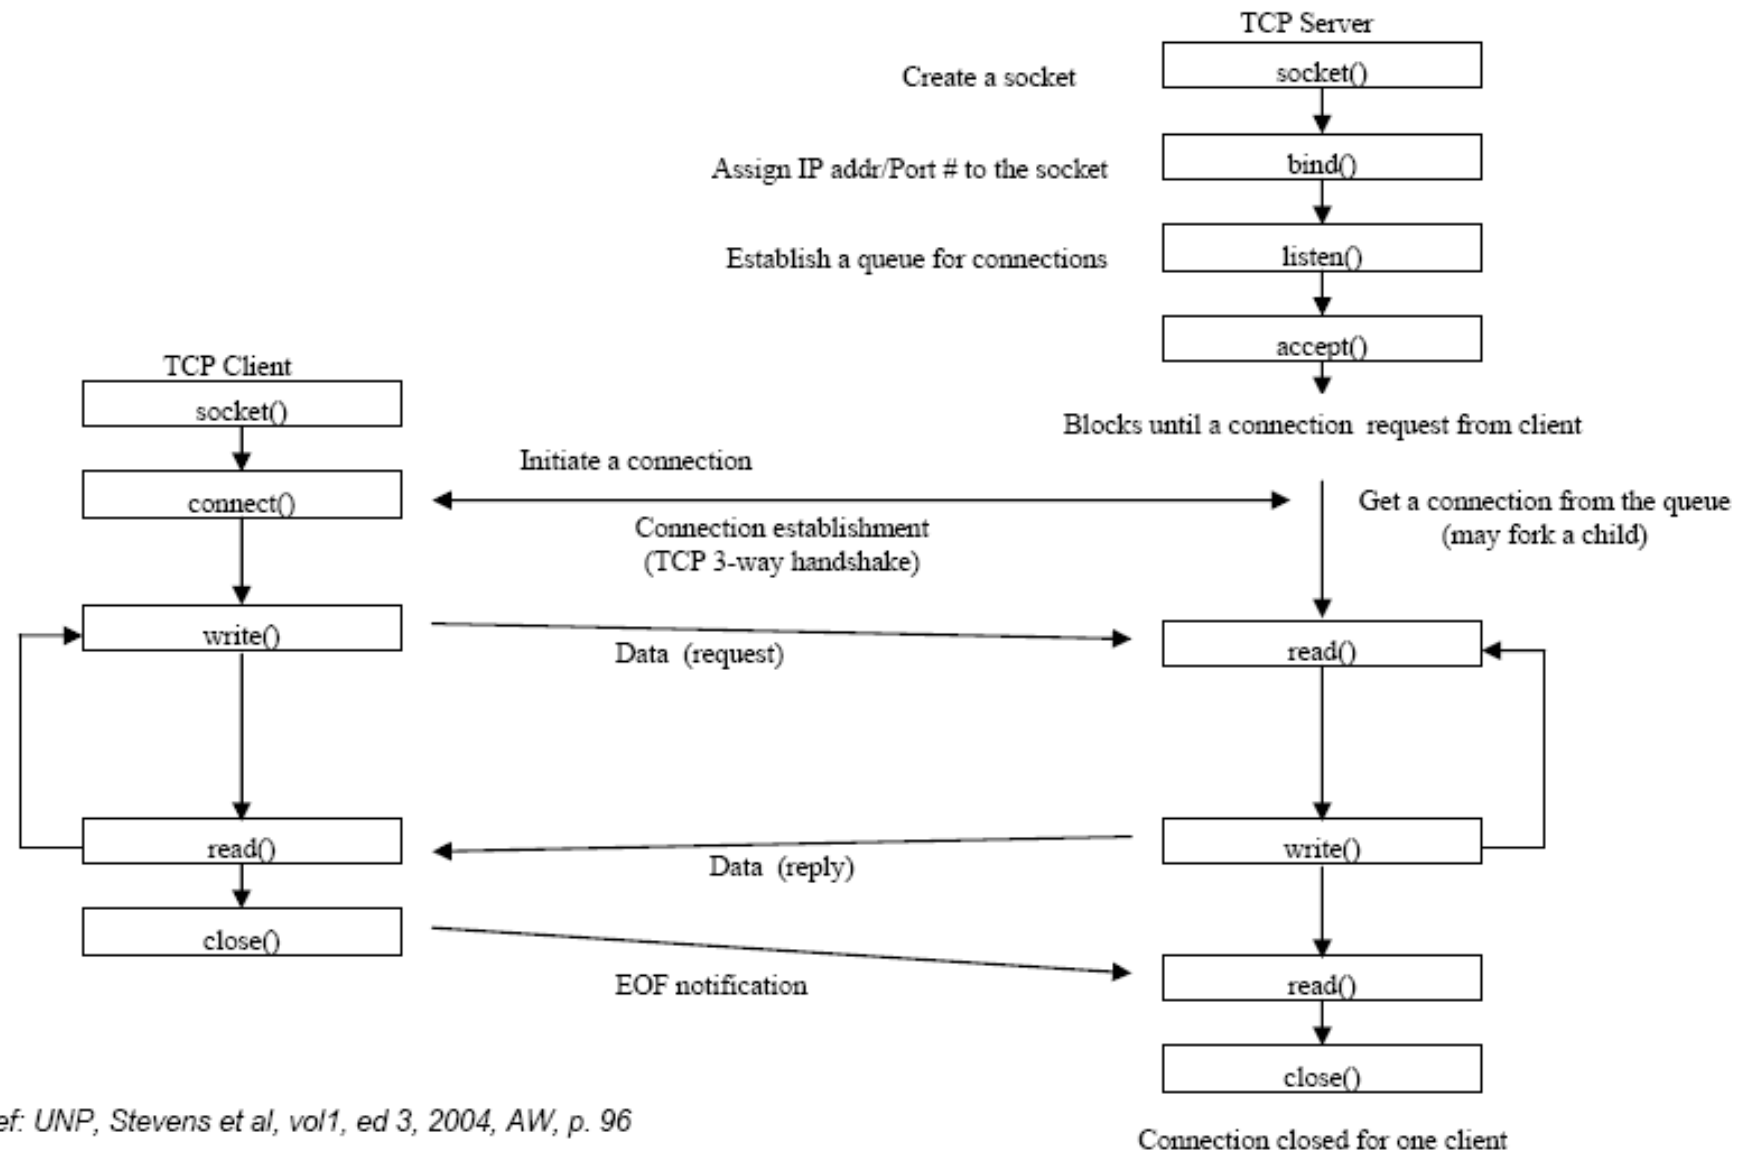 TCP Server
socket()
Create a socket
bind()
Assign IP addr/Port # to the socket
listen()
Establish a queue for connections
accept()
TCP Client
socket()
Blocks until a connection request from client
Initiate a connection
connect()
Get a connection from the queue
(may fork a child)
Connection establishment
(TCP 3-way handshake)
write()
Data (request)
read()
read()
Data (reply)
write()
close()
EOF notification
read()
close()
ef: UNP, Stevens et al, vol1, ed 3, 2004, AW, p. 96
Connection closed for one client